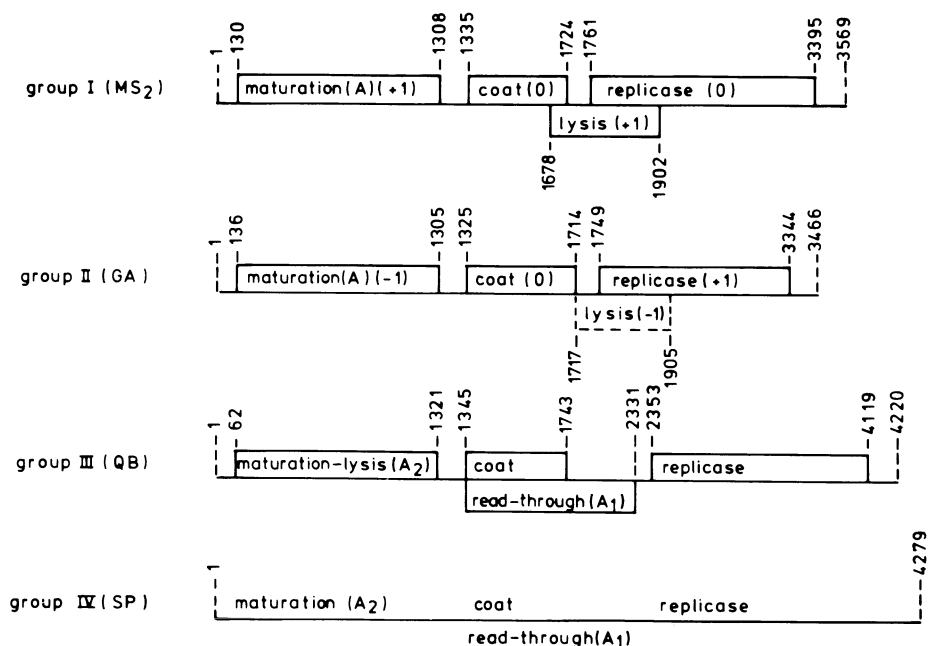 1 130 1308 1335 1724 1761 3395 3569
group I (MS2) maturation(A)(+1) coat(0) replicase (0)
lysis(+1)
1678 1902
1 136 1305 1325 1714 1749 3344 3466
group II (GA) maturation(A)(-1) coat (0) replicase(+1)
lysis(-1)
1717 1905
1 62 1321 1345 1743 2331 2353 4119 4220
group III (QB) maturation-lysis(A2) coat replicase
read-through(A1)
1 4279
group IV(SP) maturation (A2) coat replicase
read-through(A1)